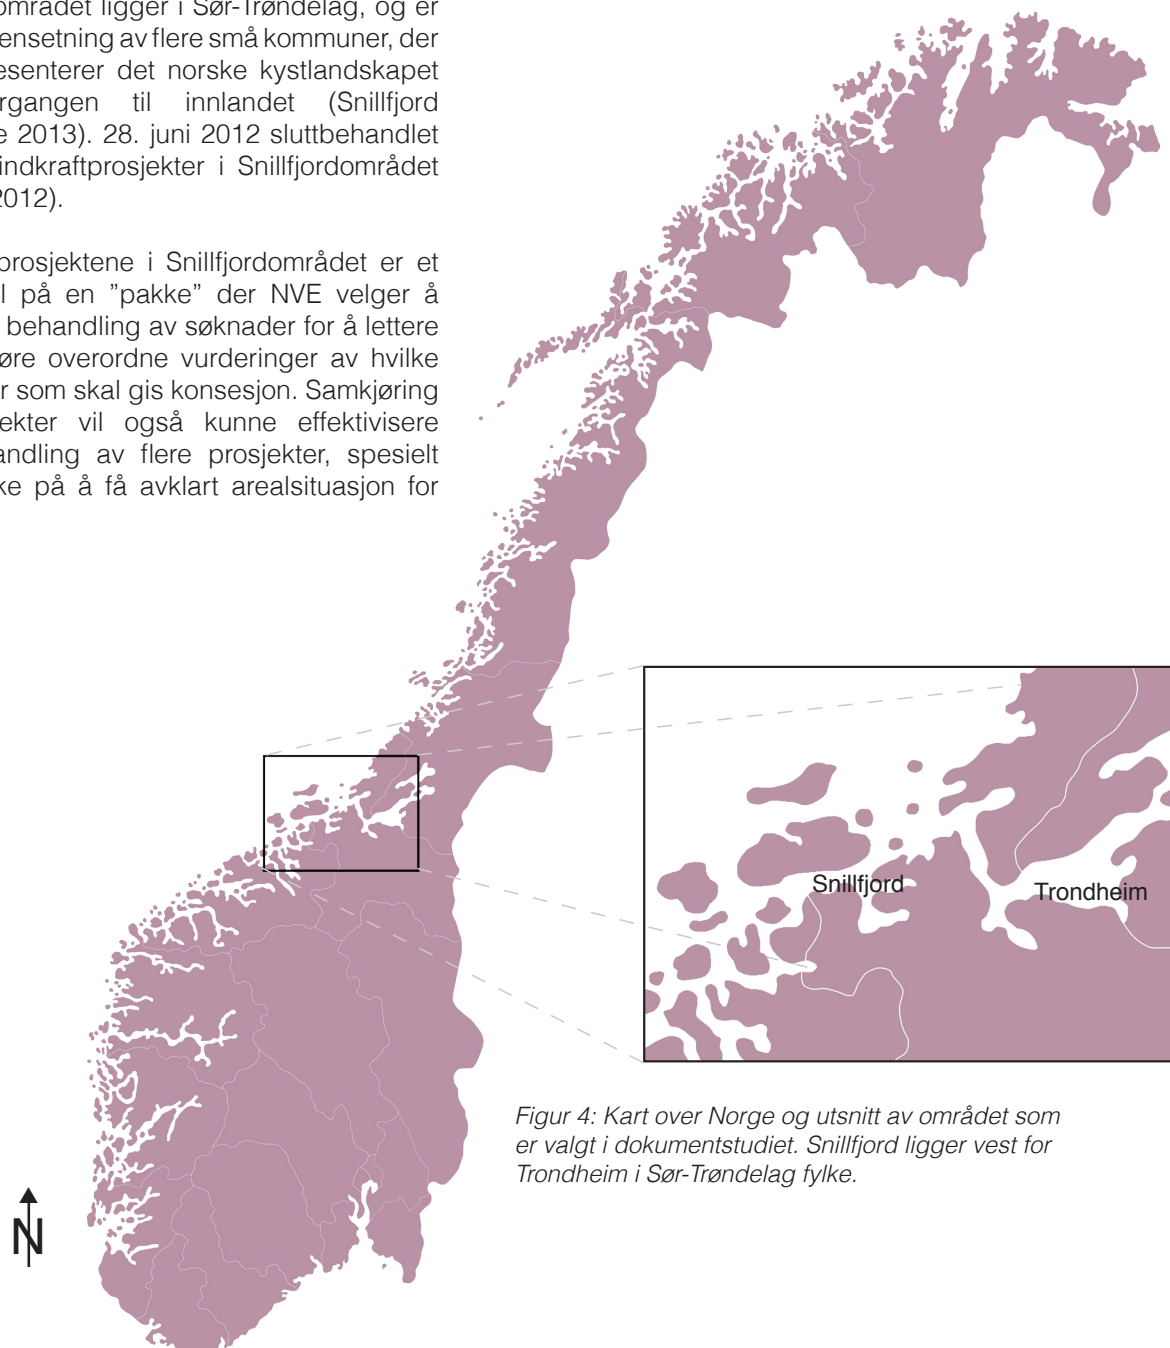 området ligger i Sør-Trøndelag, og er
ensetning av flere små kommuner, der
esenterer det norske kystlandskapet
rgangen til innlandet (Snillfjord
e 2013). 28. juni 2012 sluttbehandlet
indkraftprosjekter i Snillfjordområdet
2012).
prosjektene i Snillfjordområdet er et
l på en ”pakke” der NVE velger å
behandling av søknader for å lettere
øre overordne vurderinger av hvilke
r som skal gis konsesjon. Samkjøring
ekter vil også kunne effektivisere
andling av flere prosjekter, spesielt
ke på å få avklart arealsituasjon for
Snillfjord
Trondheim
Figur 4: Kart over Norge og utsnitt av området som
er valgt i dokumentstudiet. Snillfjord ligger vest for
Trondheim i Sør-Trøndelag fylke.
N